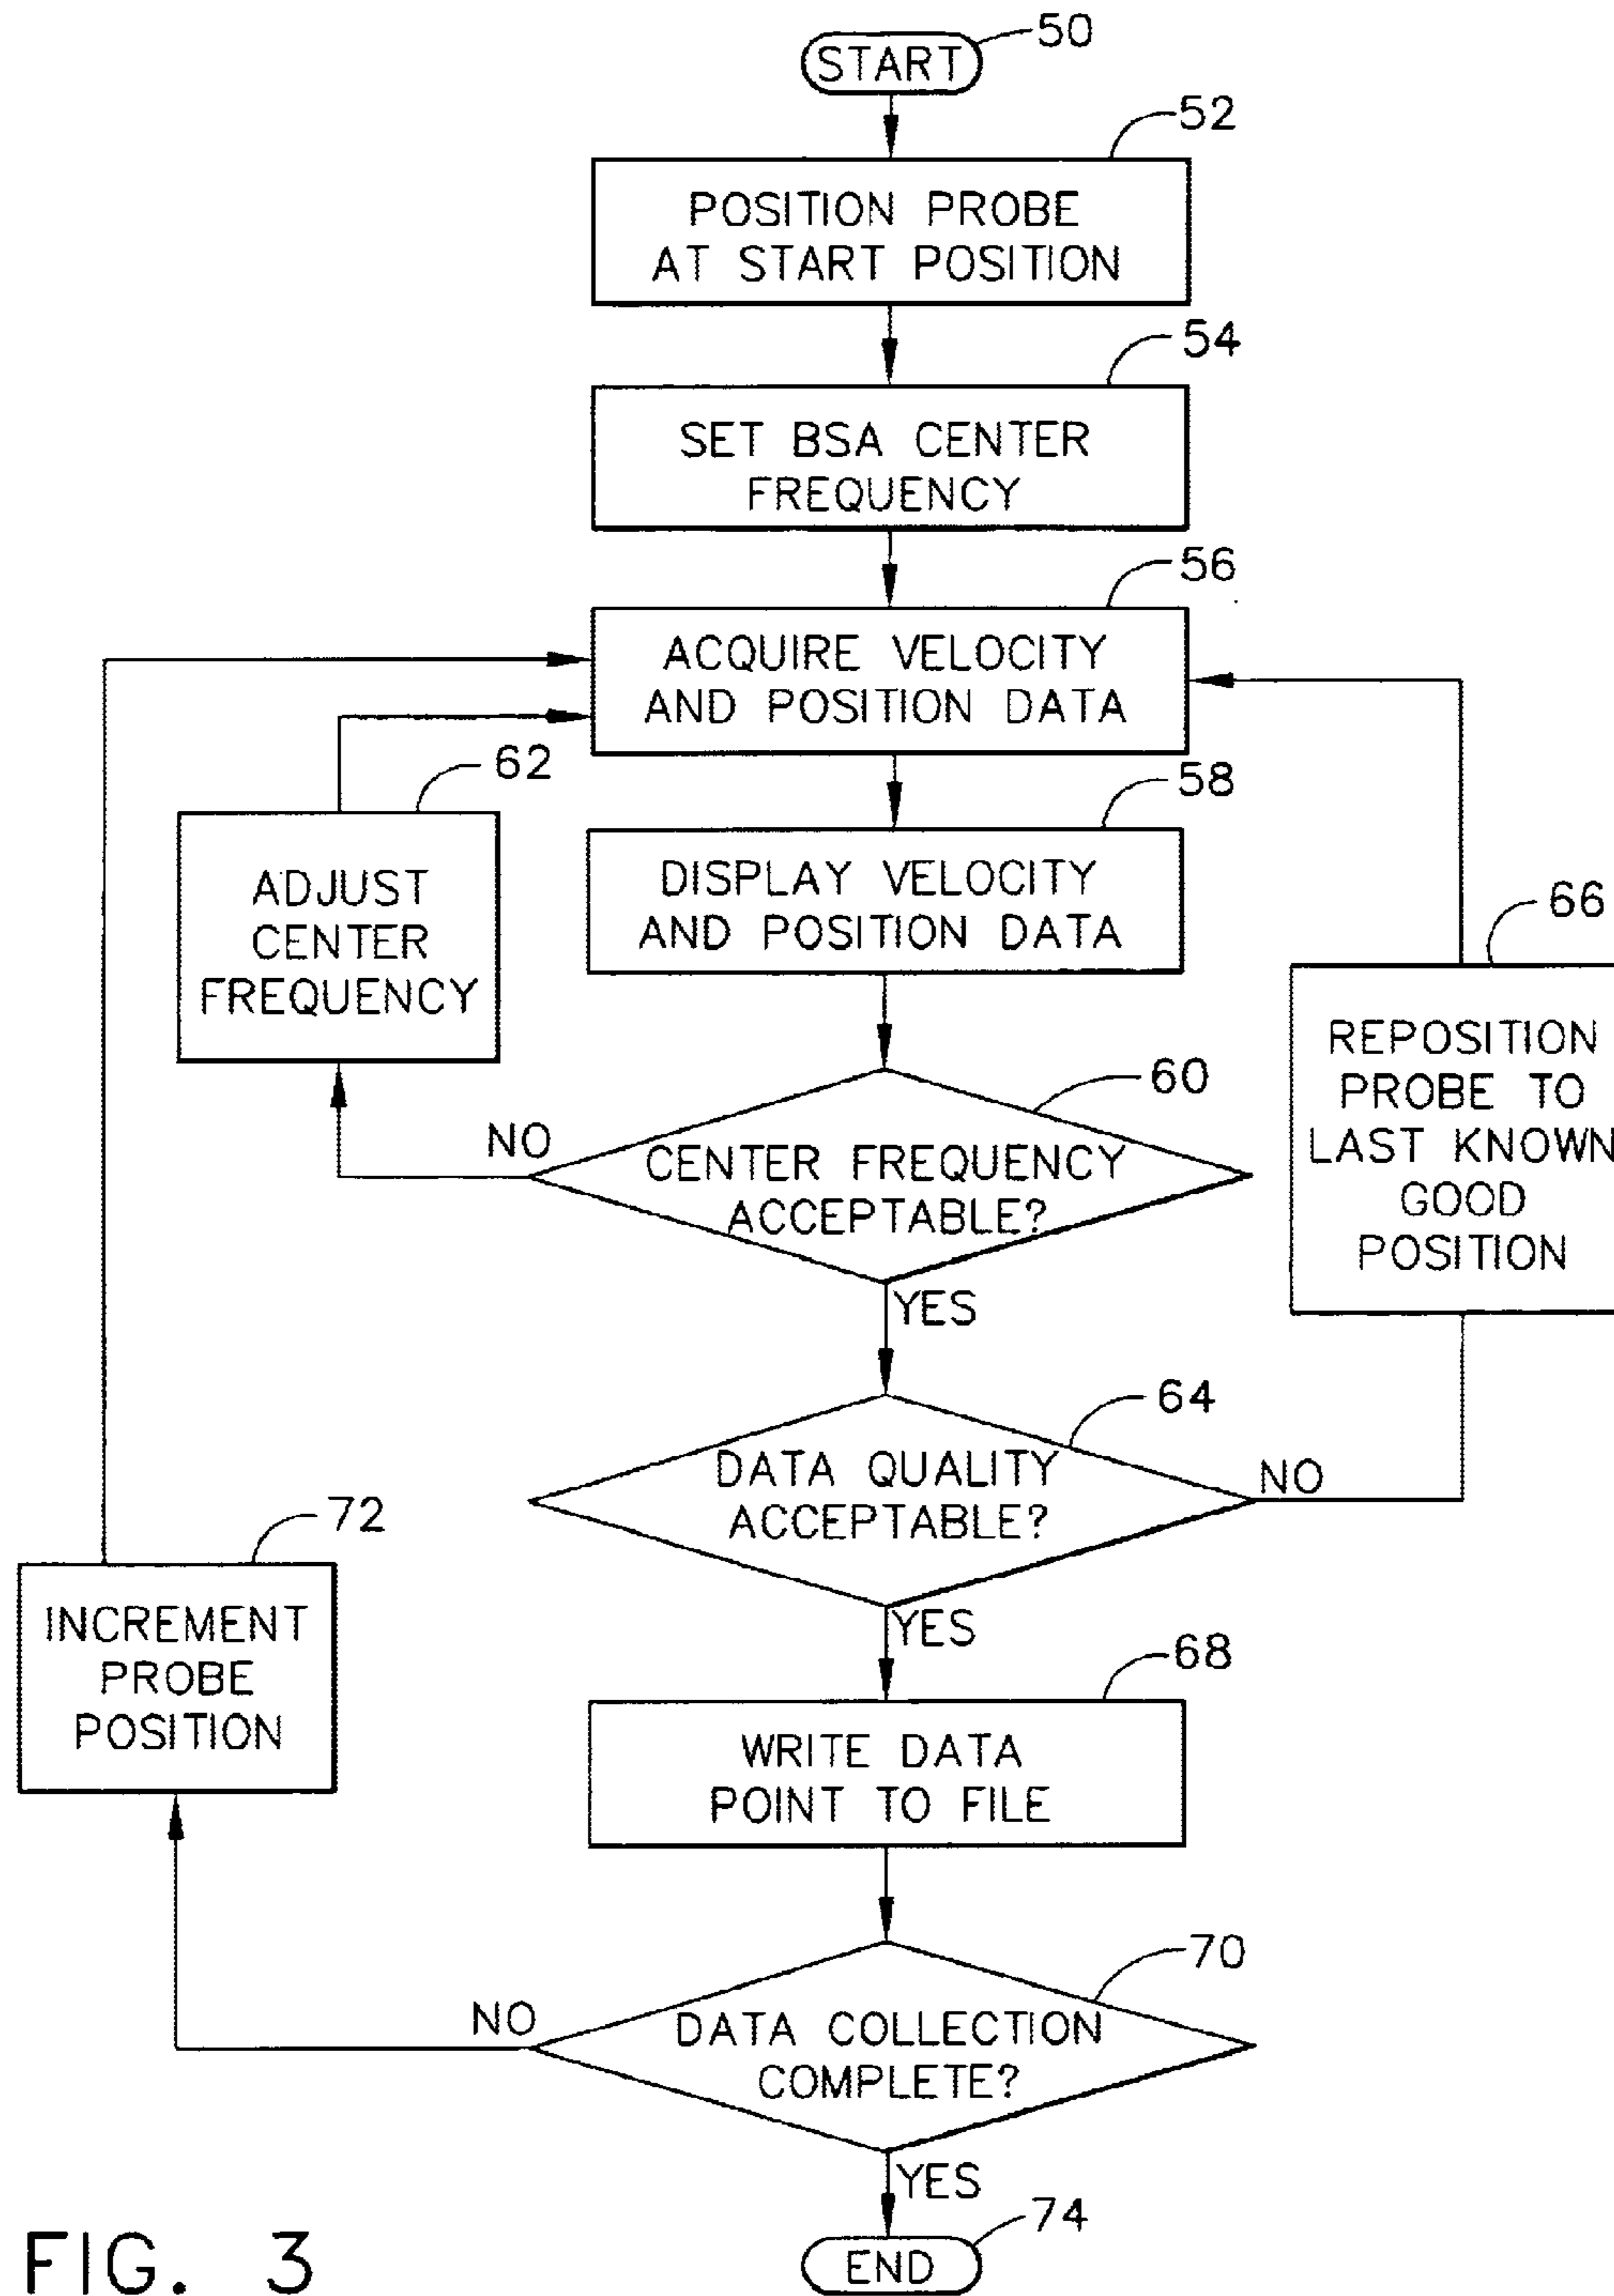 START
50
52
POSITION PROBE
AT START POSITION
54
SET BSA CENTER
FREQUENCY
56
ACQUIRE VELOCITY
AND POSITION DATA
62
58
ADJUST
CENTER
FREQUENCY
DISPLAY VELOCITY
AND POSITION DATA
66
REPOSITION
PROBE TO
LAST KNOWN
GOOD
POSITION
60
NO
CENTER FREQUENCY
ACCEPTABLE?
YES
64
DATA QUALITY
ACCEPTABLE?
NO
72
INCREMENT
PROBE
POSITION
YES
68
WRITE DATA
POINT TO FILE
70
NO
DATA COLLECTION
COMPLETE?
YES
74
END
FIG. 3